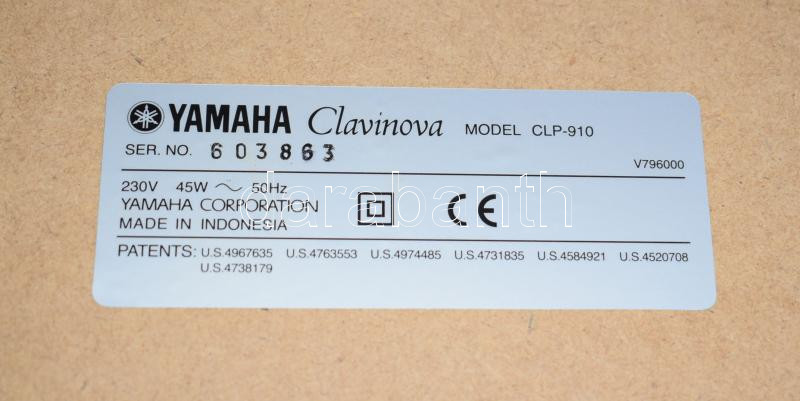 YAMAHA Clavinova MODEL CLP-910
SER. NO. 603863
V796000
230V 45W ~ 50Hz
YAMAHA CORPORATION
MADE IN INDONESIA
CE
PATENTS: U.S.4967635 U.S.4763553 U.S.4974485 U.S.4731835 U.S.4584921 U.S.4520708
U.S.4738179
darabanth